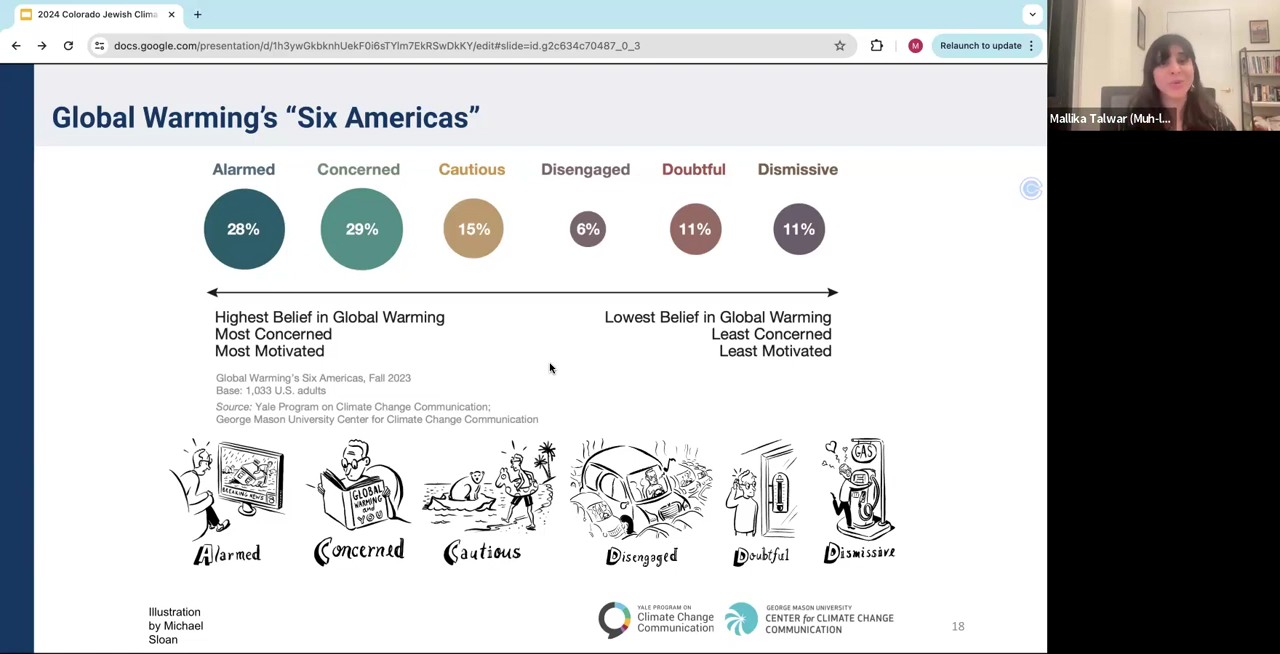 2024 Colorado Jewish Clima
docs.google.com/presentation/d/1h3ywGkbknhUekF0i6sTYlm7EkRSwDkKY/edit#slide=id.g2c634c70487_0_3
M
Relaunch to update
Mallika Talwar (Muh-l...
Global Warming's “Six Americas”
Alarmed Concerned Cautious Disengaged Doubtful Dismissive
28% 29% 15% 6% 11% 11%
Highest Belief in Global Warming
Most Concerned
Most Motivated
Lowest Belief in Global Warming
Least Concerned
Least Motivated
Global Warming's Six Americas, Fall 2023
Base: 1,033 U.S. adults
Source: Yale Program on Climate Change Communication;
George Mason University Center for Climate Change Communication
BREAKING NEWS
GLOBAL
WARMING
and
YOU
GAS
Alarmed Concerned Cautious Disengaged Doubtful Dismissive
Illustration
by Michael
Sloan
YALE PROGRAM ON
Climate Change
Communication
GEORGE MASON UNIVERSITY
CENTER for CLIMATE CHANGE
COMMUNICATION
18